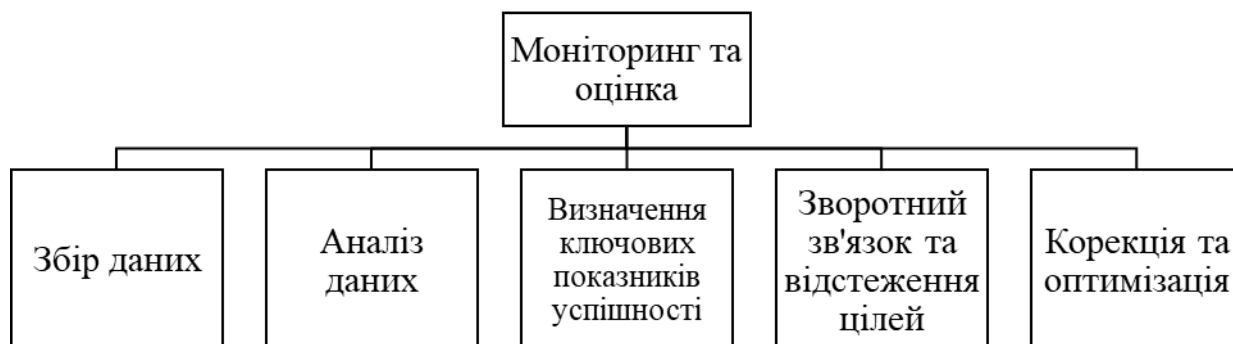 Моніторинг та
оцінка
Збір даних
Аналіз
даних
Визначення
ключових
показників
успішності
Зворотний
зв'язок та
відстеження
цілей
Корекція та
оптимізація